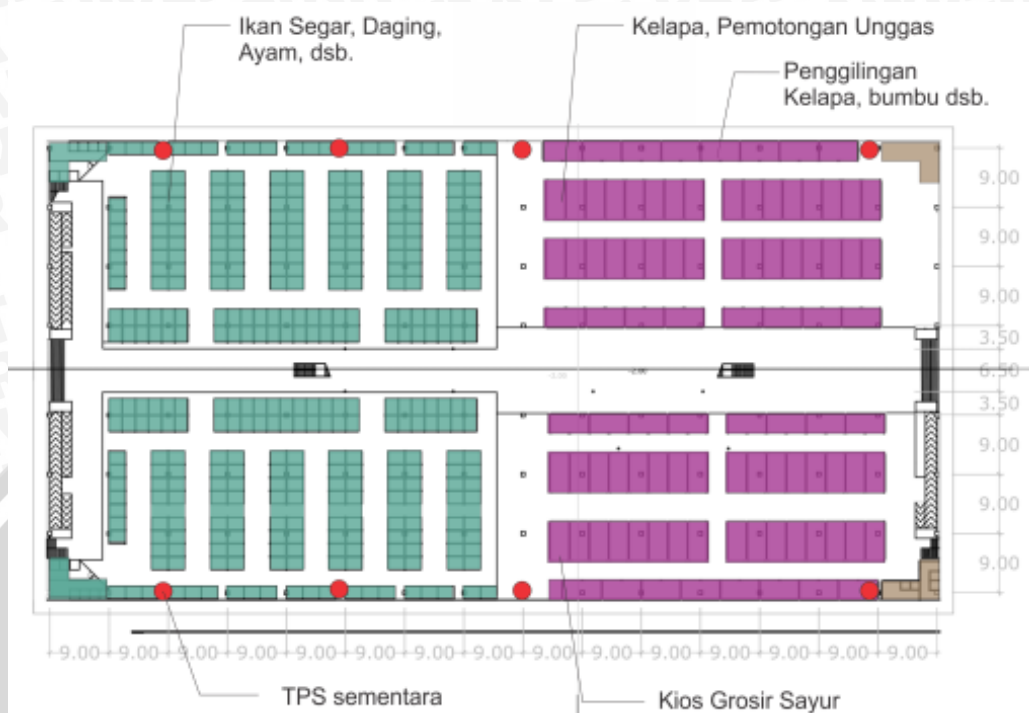 Ikan Segar, Daging,
Ayam, dsb.
Kelapa, Pemotongan Unggas
Penggilingan
Kelapa, bumbu dsb.
9.00
9.00
9.00
3.50
6.50
3.50
9.00
9.00
9.00
-2.00
9.00 9.00 9.00 9.00 9.00 9.00 9.00 9.00 9.00 9.00 9.00 9.00 9.00 9.00 9.00
TPS sementara
Kios Grosir Sayur